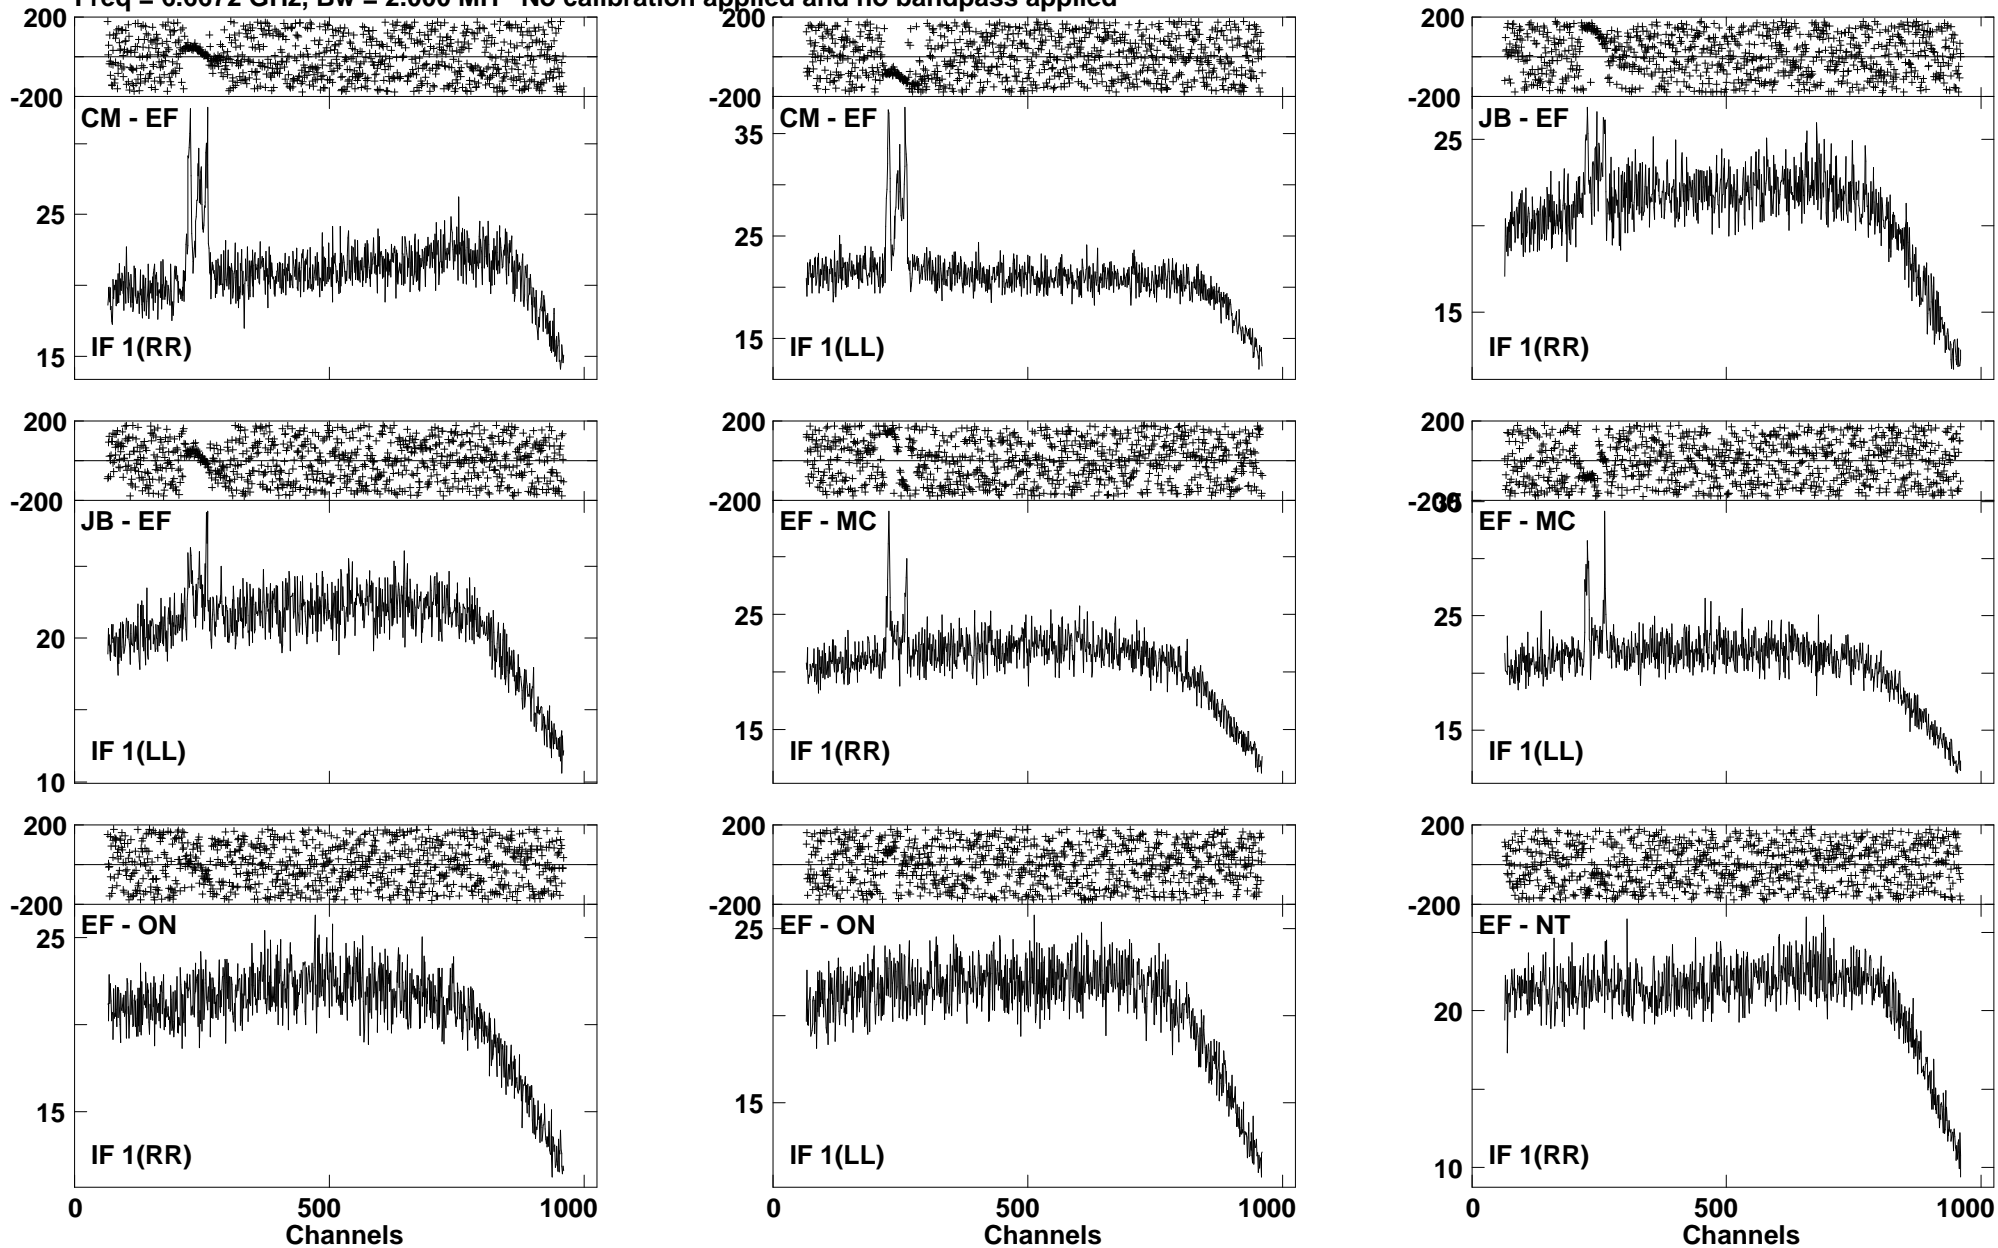 Freq = 6.6672 GHz, Bw = 2.000 MH No calibration applied and no bandpass applied
200 200 200
-200 -200 -200
CM - EF CM - EF JB - EF
35 25
25 25
15 15 15
IF 1(RR) IF 1(LL) IF 1(RR)
200 200 200
-200 -200 -200
JB - EF EF - MC EF - MC
20 25 25
10 15 15
IF 1(LL) IF 1(RR) IF 1(LL)
200 200 200
-200 -200 -200
EF - ON EF - ON EF - NT
25 25 20
15 15 10
IF 1(RR) IF 1(LL) IF 1(RR)
0 500 1000 0 500 1000 0 500 1000
Channels Channels Channels